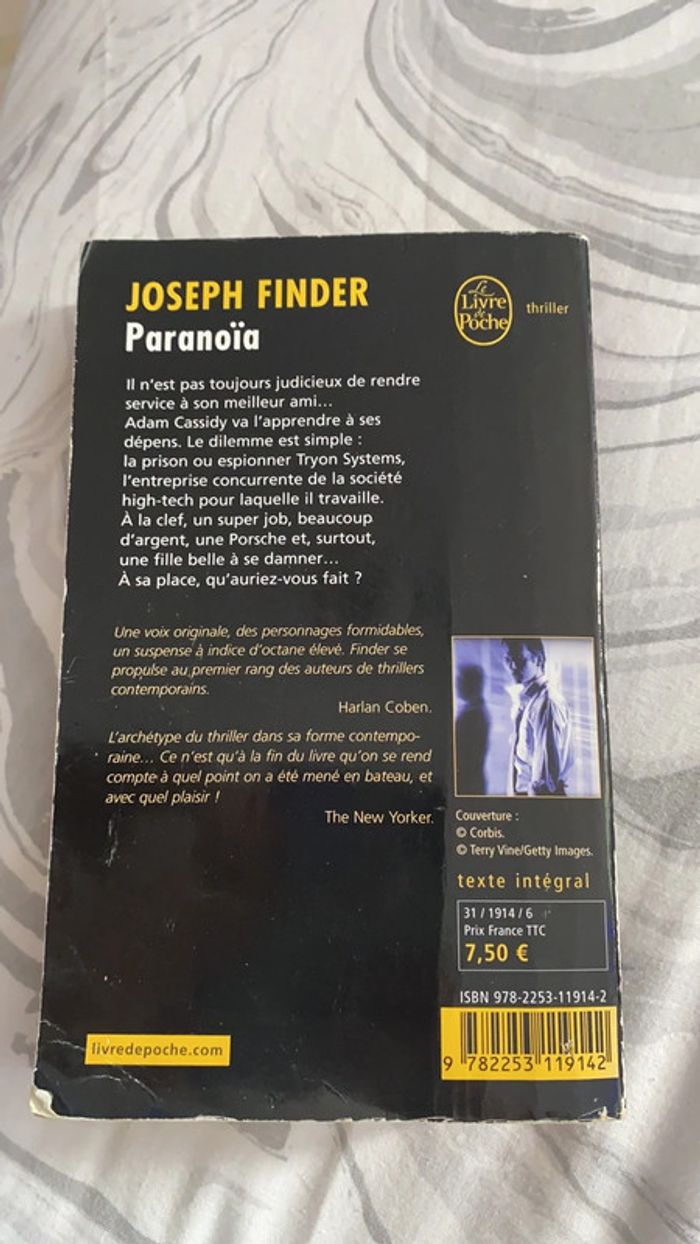 JOSEPH FINDER
Paranoïa
Le
Livre
de
Poche
thriller
Il n'est pas toujours judicieux de rendre
service à son meilleur ami...
Adam Cassidy va l'apprendre à ses
dépens. Le dilemme est simple :
la prison ou espionner Tryon Systems,
l'entreprise concurrente de la société
high-tech pour laquelle il travaille.
À la clef, un super job, beaucoup
d'argent, une Porsche et, surtout,
une fille belle à se damner...
À sa place, qu'auriez-vous fait ?
Une voix originale, des personnages formidables,
un suspense à indice d'octane élevé. Finder se
propulse au premier rang des auteurs de thrillers
contemporains.
Harlan Coben.
L'archétype du thriller dans sa forme contempo-
raine... Ce n'est qu'à la fin du livre qu'on se rend
compte à quel point on a été mené en bateau, et
avec quel plaisir !
The New Yorker.
Couverture :
© Corbis.
© Terry Vine/Getty Images.
texte intégral
31 / 1914 / 6
Prix France TTC
7,50 €
ISBN 978-2253-11914-2
livredepoche.com
9 782253 119142